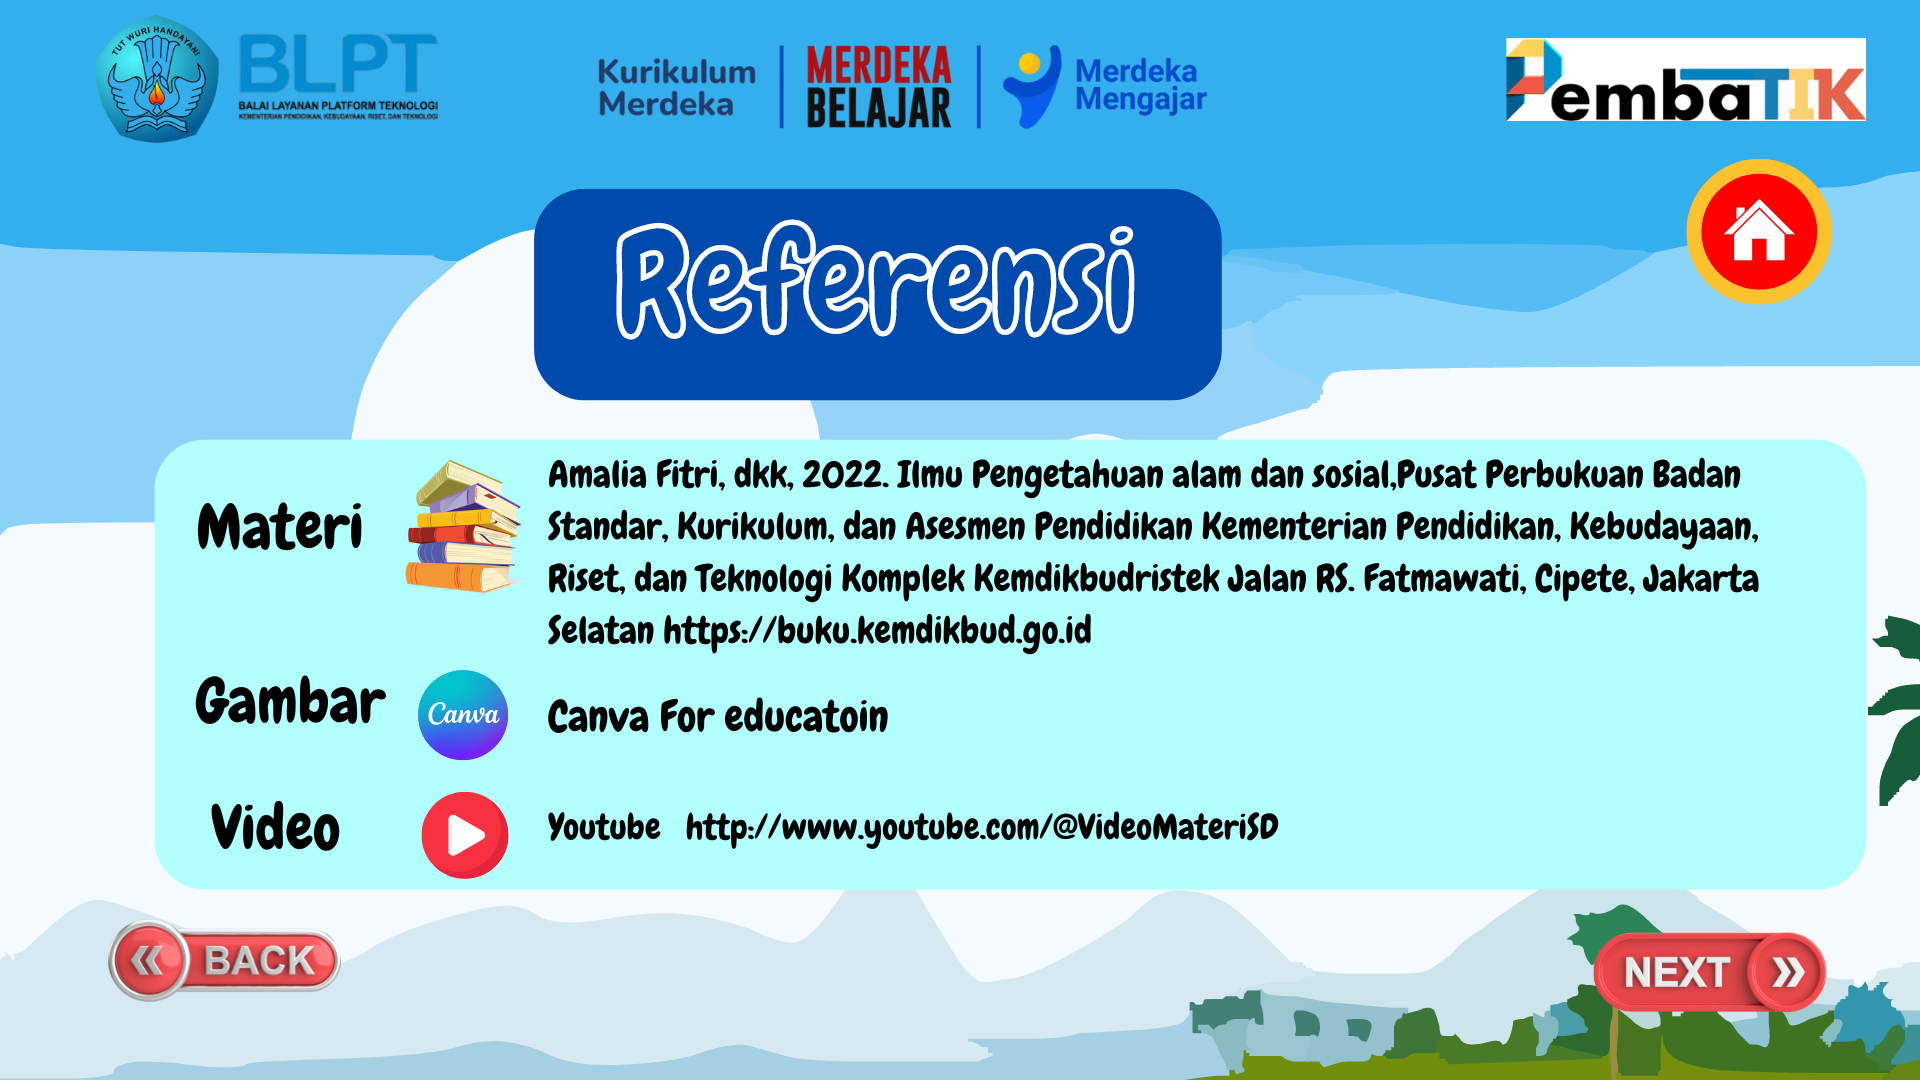 TUT WURI HANDAYANI
BLPT
BALAI LAYANAN PLATFORM TEKNOLOGI
KEMENTERIAN PENDIDIKAN, KEBUDAYAAN, RISET, DAN TEKNOLOGI
Kurikulum
Merdeka
MERDEKA
BELAJAR
Merdeka
Mengajar
PembaTIK
Referensi
Materi
Amalia Fitri, dkk, 2022. Ilmu Pengetahuan alam dan sosial,Pusat Perbukuan Badan
Standar, Kurikulum, dan Asesmen Pendidikan Kementerian Pendidikan, Kebudayaan,
Riset, dan Teknologi Komplek Kemdikbudristek Jalan RS. Fatmawati, Cipete, Jakarta
Selatan https://buku.kemdikbud.go.id
Gambar
Canva
Canva For educatoin
Video
Youtube http://www.youtube.com/@VideoMateriSD
BACK
NEXT